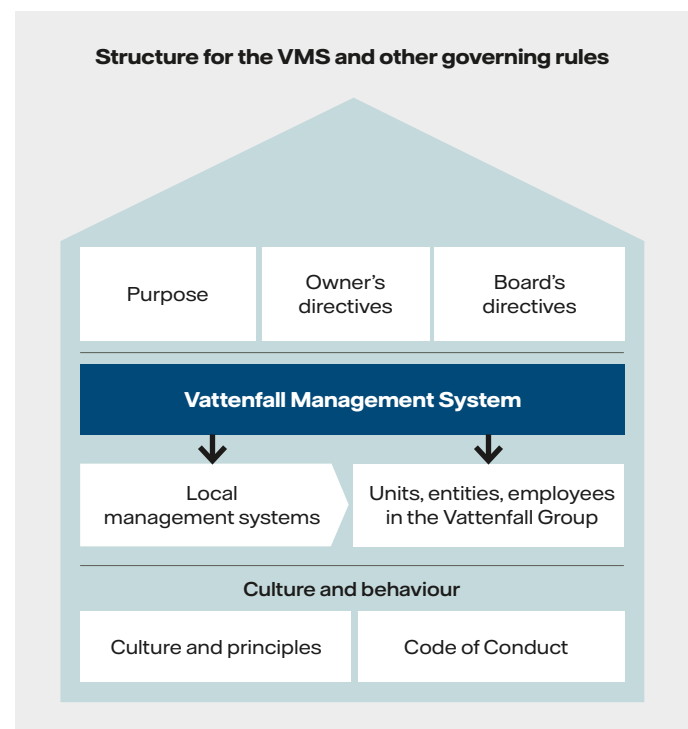 Structure for the VMS and other governing rules
Purpose
Owner's
directives
Board's
directives
Vattenfall Management System
Local
management systems
Units, entities, employees
in the Vattenfall Group
Culture and behaviour
Culture and principles
Code of Conduct